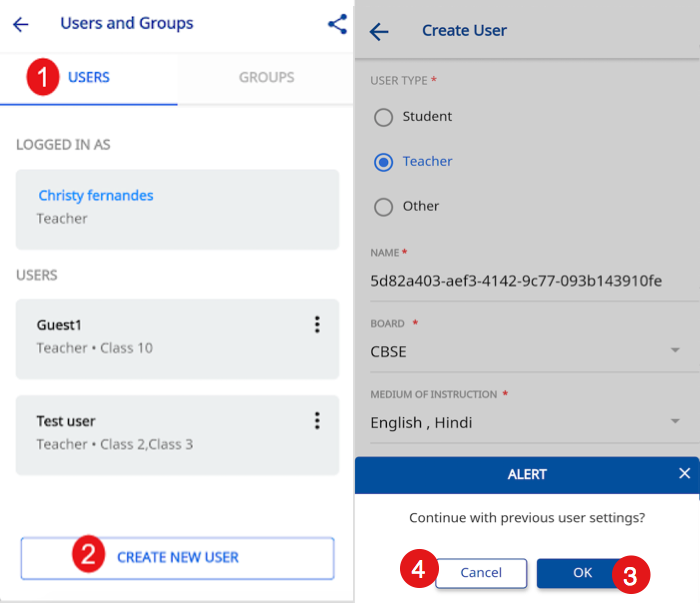 Users and Groups
1 USERS
GROUPS
LOGGED IN AS
Christy fernandes
Teacher
USERS
Guest1
Teacher • Class 10
Test user
Teacher • Class 2,Class 3
2 CREATE NEW USER
Create User
USER TYPE *
Student
Teacher
Other
NAME *
5d82a403-aef3-4142-9c77-093b143910fe
BOARD *
CBSE
MEDIUM OF INSTRUCTION *
English , Hindi
ALERT
Continue with previous user settings?
4 Cancel
OK 3